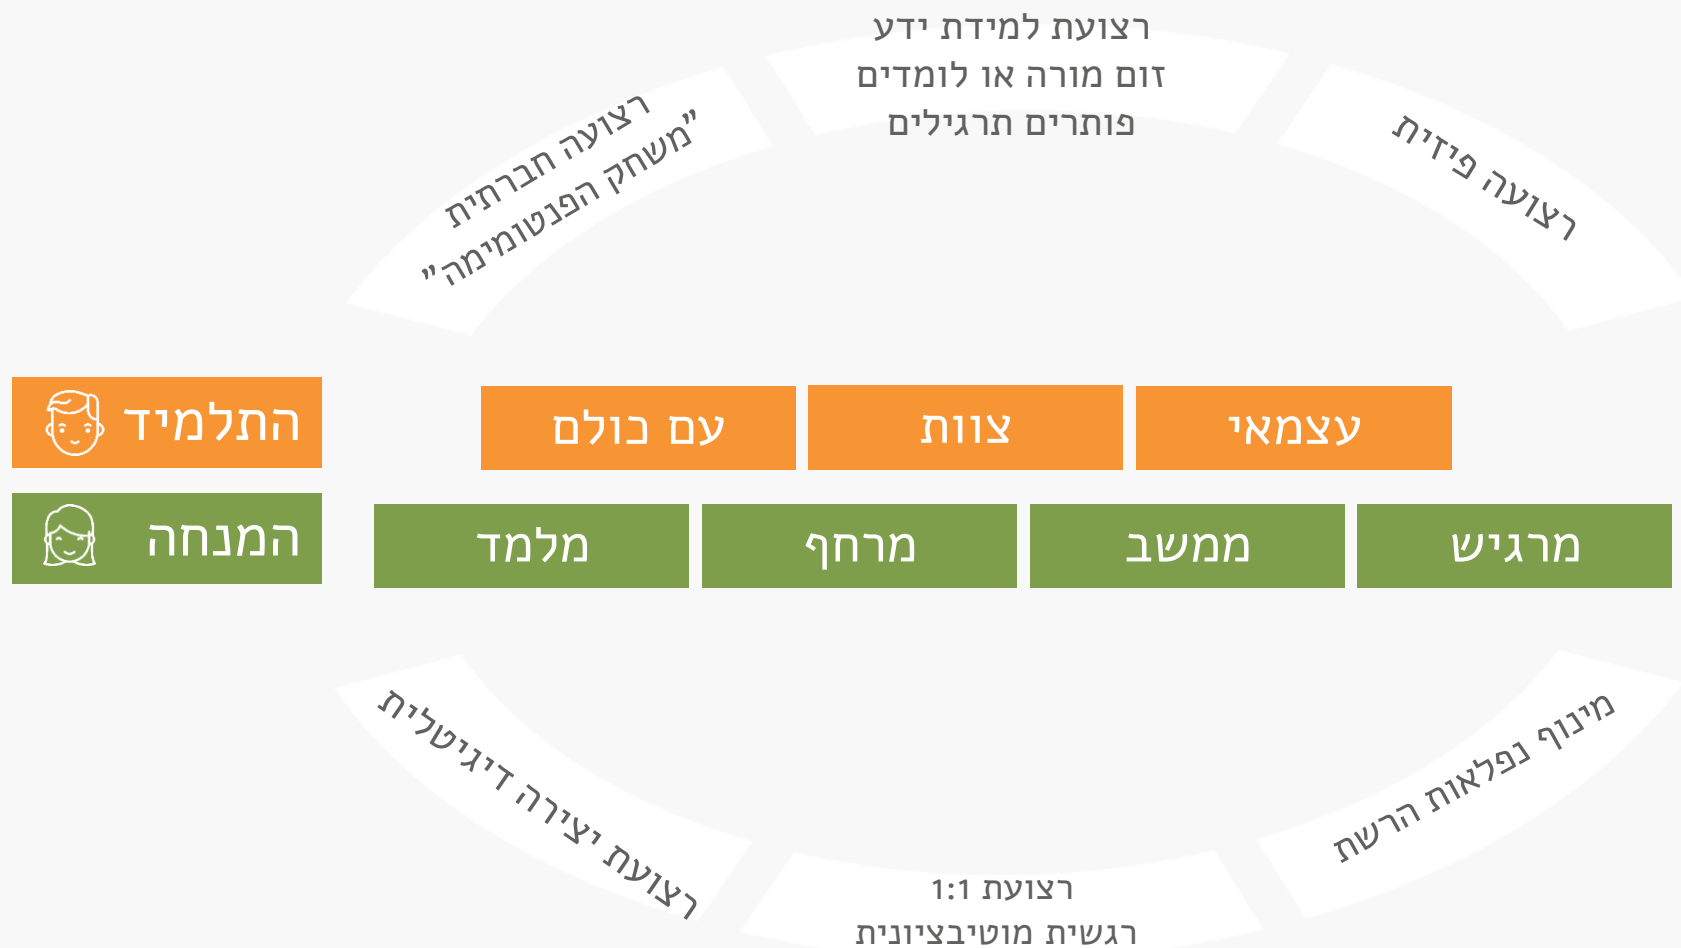 רצועת למידת ידע
זום מורה או לומדים
פותרים תרגילים
רצועה פיזית
רצועה חברתית
"משחק הפנטומימה"
התלמיד
עצמאי
צוות
עם כולם
המנחה
מרגיש
ממשב
מרחף
מלמד
מינוף נפלאות הרשת
רצועת 1:1
רגשית מוטיבציונית
רצועת יצירה דיגיטלית